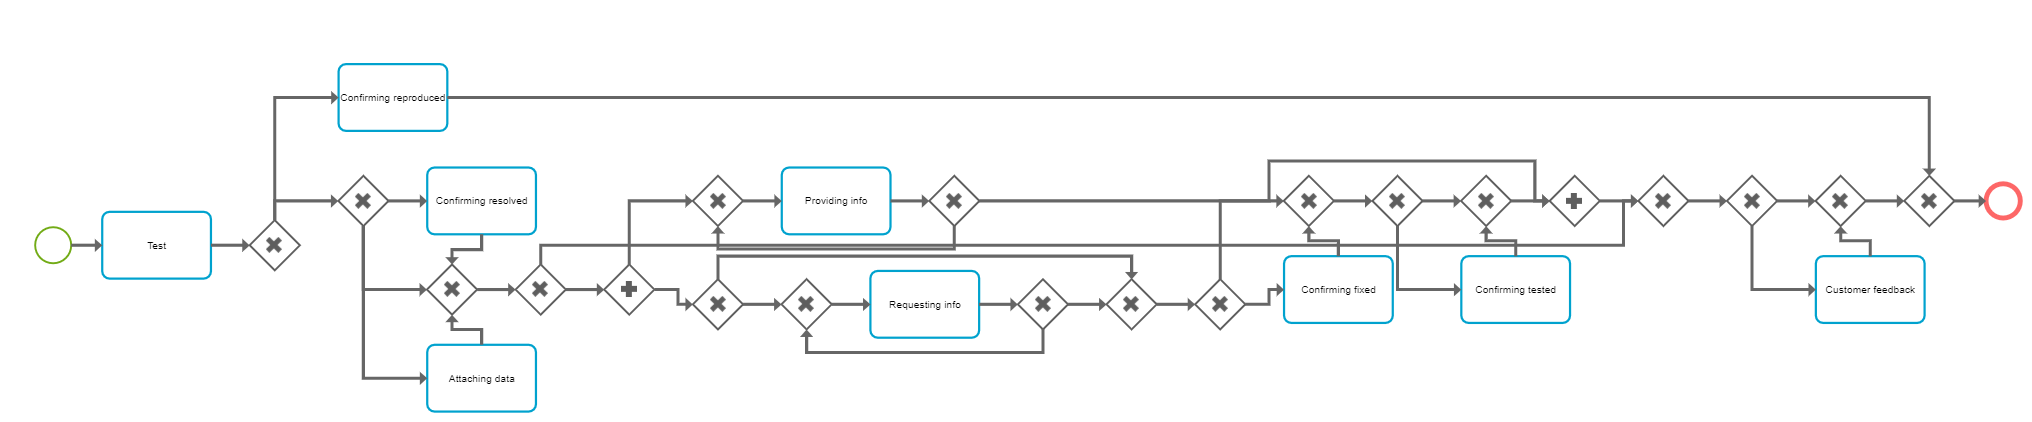 Confirming reproduced
Confirming resolved
Providing info
Test
Confirming fixed
Confirming tested
Customer feedback
Requesting info
Attaching data